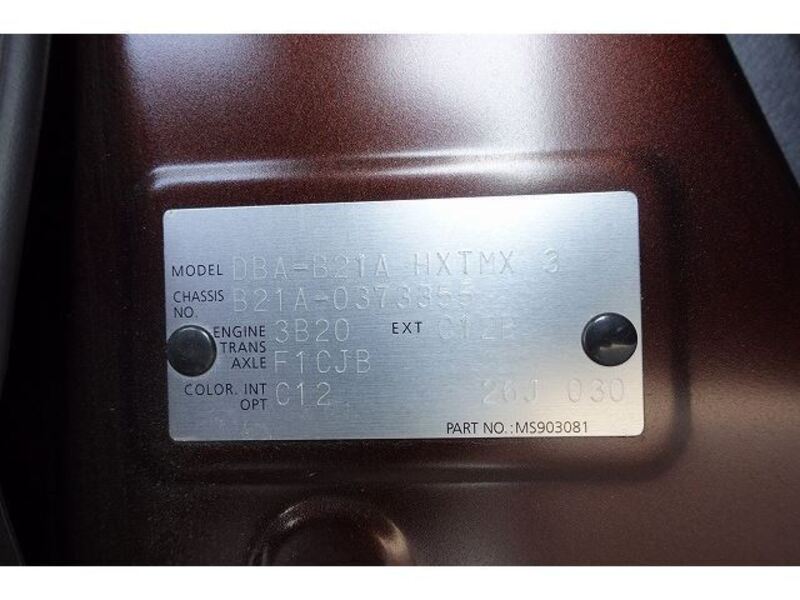 MODEL DBA-B21A HXTMX 3
CHASSIS NO. B21A-0373355
ENGINE 3B20 EXT C12B
TRANS AXLE F1CJB
COLOR. INT OPT C12 26J 030
PART NO.:MS903081